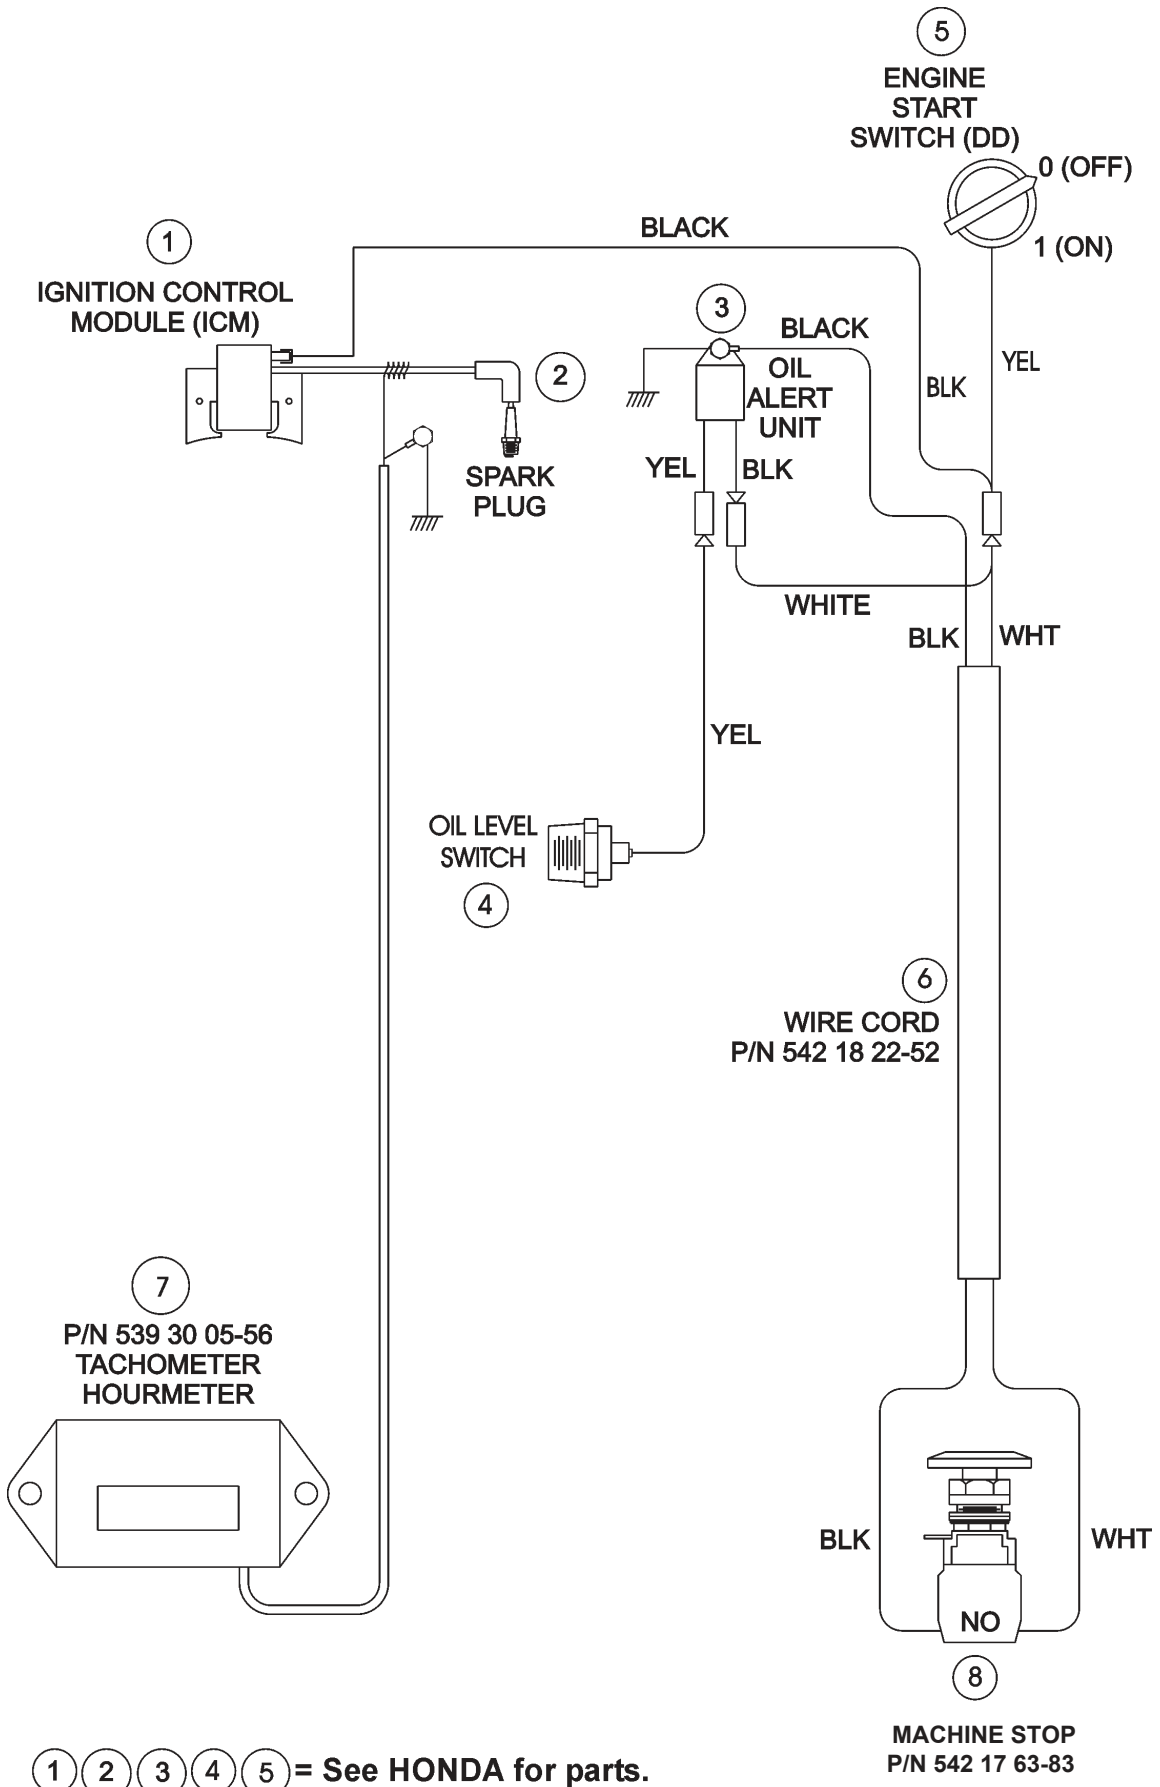 5
ENGINE
START
SWITCH (DD)
0 (OFF)
1 (ON)
BLACK
1
IGNITION CONTROL
MODULE (ICM)
3
BLACK
OIL
ALERT
UNIT
YEL
BLK
2
SPARK
PLUG
YEL
BLK
WHITE
BLK
WHT
YEL
OIL LEVEL
SWITCH
4
6
WIRE CORD
P/N 542 18 22-52
7
P/N 539 30 05-56
TACHOMETER
HOURMETER
BLK
WHT
NO
8
MACHINE STOP
P/N 542 17 63-83
1 2 3 4 5 = See HONDA for parts.